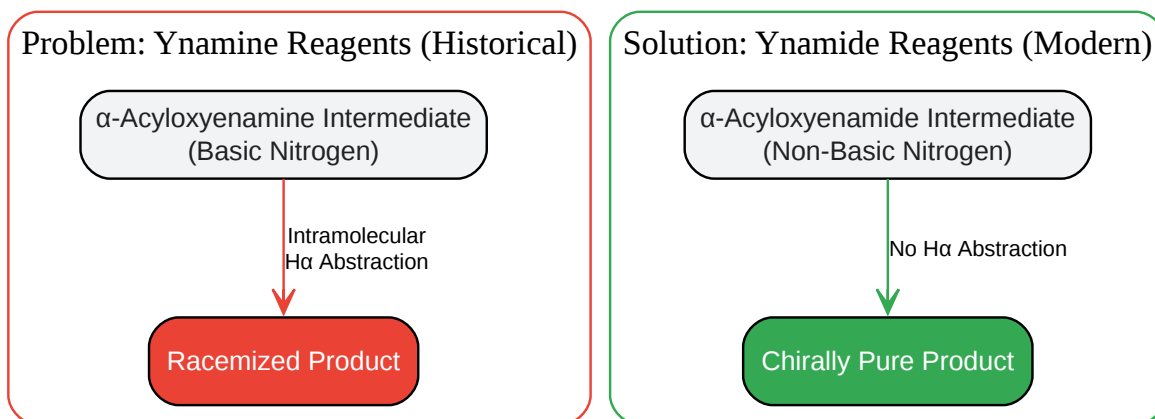 Problem: Ynamine Reagents (Historical)
α-Acyloxyenamine Intermediate
(Basic Nitrogen)
Intramolecular
Hα Abstraction
Racemized Product
Solution: Ynamide Reagents (Modern)
α-Acyloxyenamide Intermediate
(Non-Basic Nitrogen)
No Hα Abstraction
Chirally Pure Product